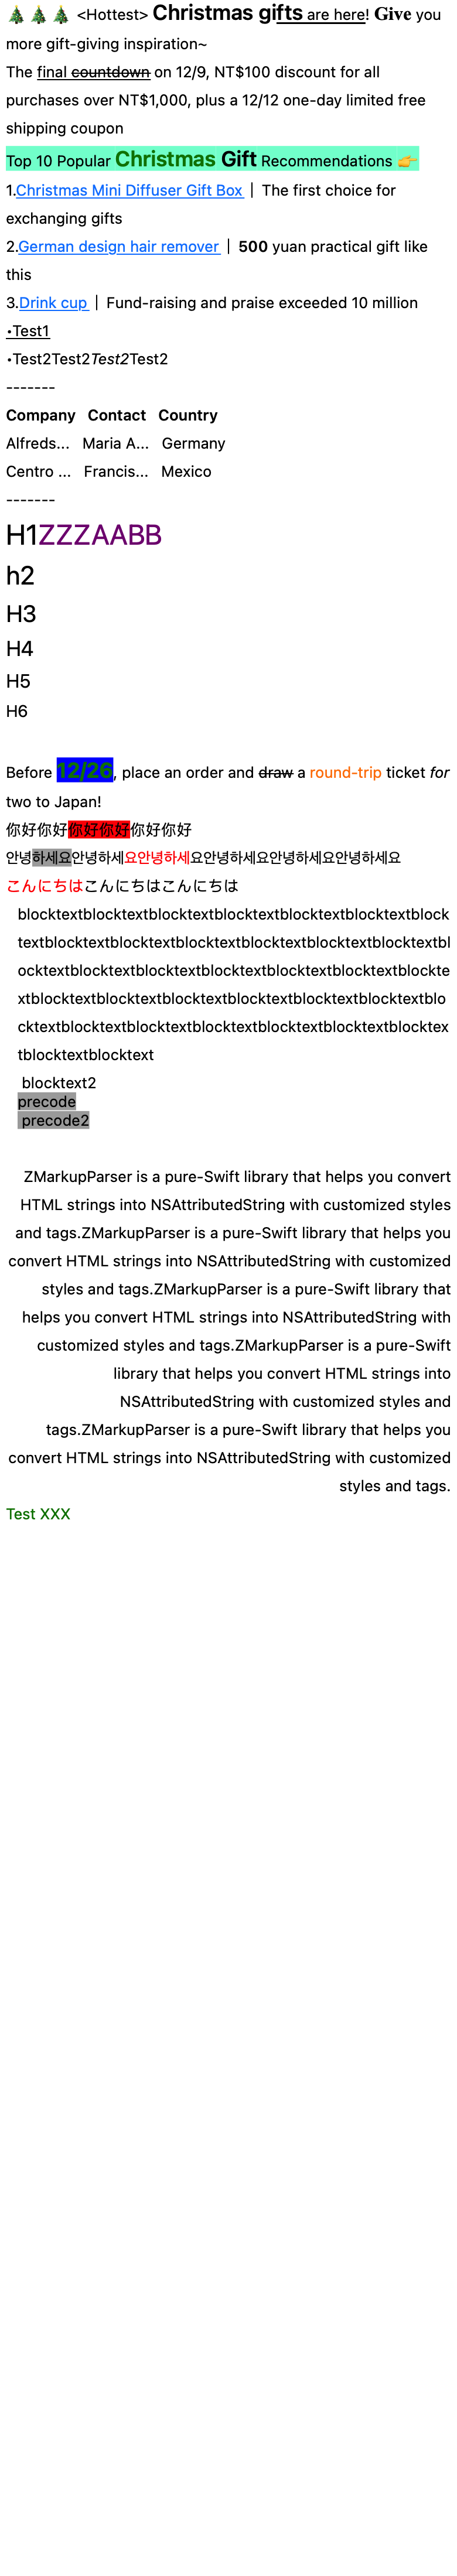 🎄🎄🎄 <Hottest> Christmas gifts are here! Give you
more gift-giving inspiration~
The final countdown on 12/9, NT$100 discount for all
purchases over NT$1,000, plus a 12/12 one-day limited free
shipping coupon
Top 10 Popular Christmas Gift Recommendations 👉
1.Christmas Mini Diffuser Gift Box｜The first choice for
exchanging gifts
2.German design hair remover｜500 yuan practical gift like
this
3.Drink cup｜Fund-raising and praise exceeded 10 million
•Test1
•Test2Test2Test2Test2
-------
Company Contact Country
Alfreds... Maria A... Germany
Centro ... Francis... Mexico
-------
H1ZZZAABB
h2
H3
H4
H5
H6
Before 12/26, place an order and draw a round-trip ticket for
two to Japan!
你好你好你好你好你好你好
안녕하세요안녕하세요안녕하세요안녕하세요안녕하세요안녕하세요
こんにちはこんにちはこんにちは
blocktextblocktextblocktextblocktextblocktextblocktextblock
textblocktextblocktextblocktextblocktextblocktextblocktextbl
ocktextblocktextblocktextblocktextblocktextblocktextblockte
xtblocktextblocktextblocktextblocktextblocktextblocktextblo
cktextblocktextblocktextblocktextblocktextblocktextblocktex
tblocktextblocktext
blocktext2
precode
precode2
ZMarkupParser is a pure-Swift library that helps you convert
HTML strings into NSAttributedString with customized styles
and tags.ZMarkupParser is a pure-Swift library that helps you
convert HTML strings into NSAttributedString with customized
styles and tags.ZMarkupParser is a pure-Swift library that
helps you convert HTML strings into NSAttributedString with
customized styles and tags.ZMarkupParser is a pure-Swift
library that helps you convert HTML strings into
NSAttributedString with customized styles and
tags.ZMarkupParser is a pure-Swift library that helps you
convert HTML strings into NSAttributedString with customized
styles and tags.
Test XXX